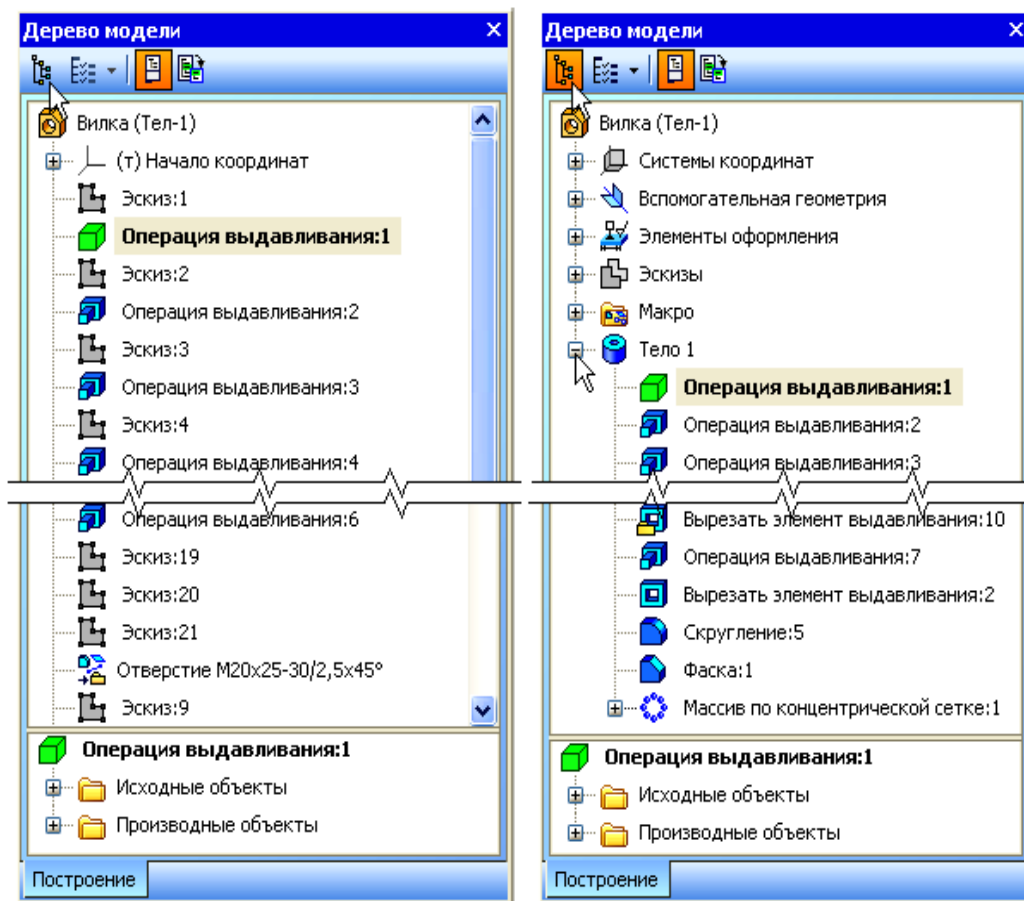 Дерево модели
Вилка (Тел-1)
(т) Начало координат
Эскиз:1
Операция выдавливания:1
Эскиз:2
Операция выдавливания:2
Эскиз:3
Операция выдавливания:3
Эскиз:4
Операция выдавливания:4
Операция выдавливания:6
Эскиз:19
Эскиз:20
Эскиз:21
Отверстие М20х25-30/2,5х45°
Эскиз:9
Операция выдавливания:1
Исходные объекты
Производные объекты
Построение
Дерево модели
Вилка (Тел-1)
Системы координат
Вспомогательная геометрия
Элементы оформления
Эскизы
Макро
Тело 1
Операция выдавливания:1
Операция выдавливания:2
Операция выдавливания:3
Вырезать элемент выдавливания:10
Операция выдавливания:7
Вырезать элемент выдавливания:2
Скругление:5
Фаска:1
Массив по концентрической сетке:1
Операция выдавливания:1
Исходные объекты
Производные объекты
Построение